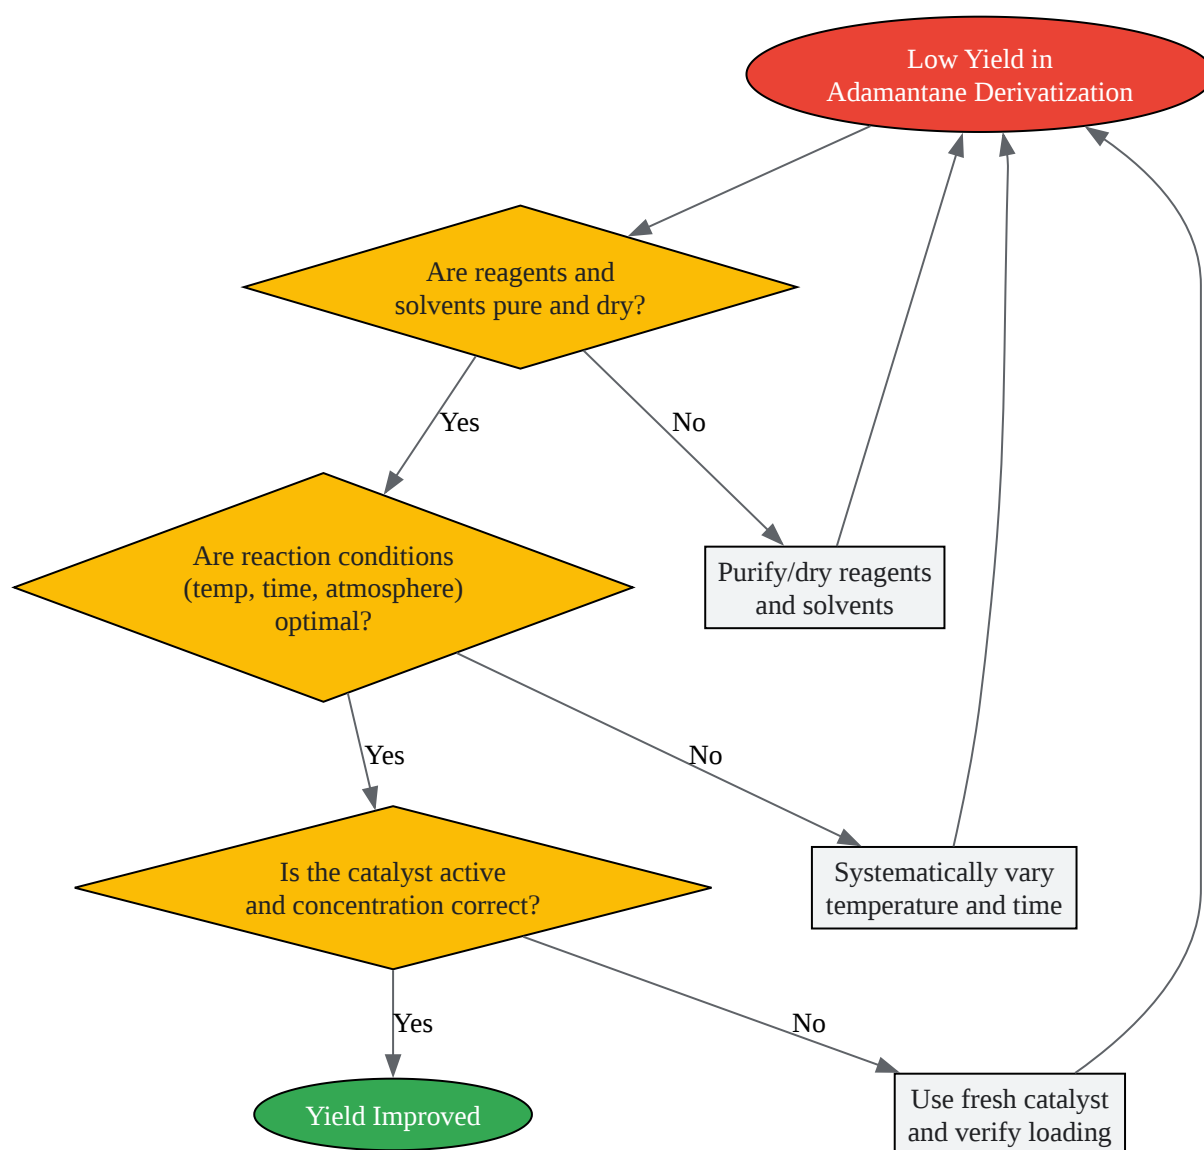 Low Yield in
Adamantane Derivatization
Are reagents and
solvents pure and dry?
Yes
No
Are reaction conditions
(temp, time, atmosphere)
optimal?
Purify/dry reagents
and solvents
Yes
No
Is the catalyst active
and concentration correct?
Systematically vary
temperature and time
Yes
No
Yield Improved
Use fresh catalyst
and verify loading